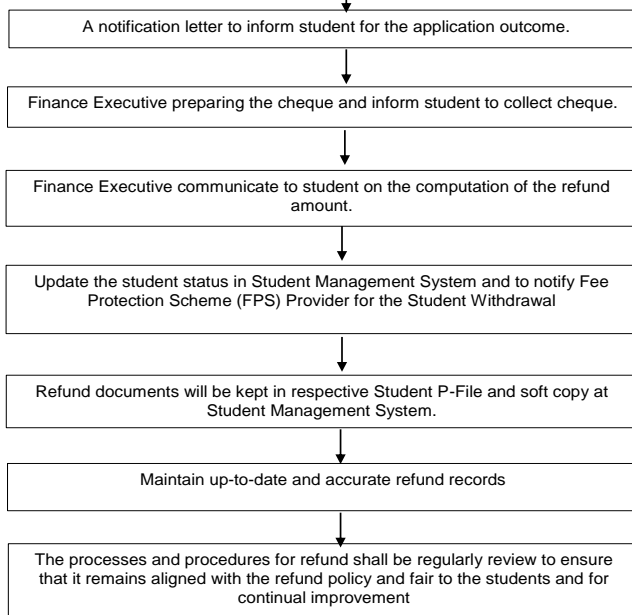 A notification letter to inform student for the application outcome.
Finance Executive preparing the cheque and inform student to collect cheque.
Finance Executive communicate to student on the computation of the refund
amount.
Update the student status in Student Management System and to notify Fee
Protection Scheme (FPS) Provider for the Student Withdrawal
Refund documents will be kept in respective Student P-File and soft copy at
Student Management System.
Maintain up-to-date and accurate refund records
The processes and procedures for refund shall be regularly review to ensure
that it remains aligned with the refund policy and fair to the students and for
continual improvement